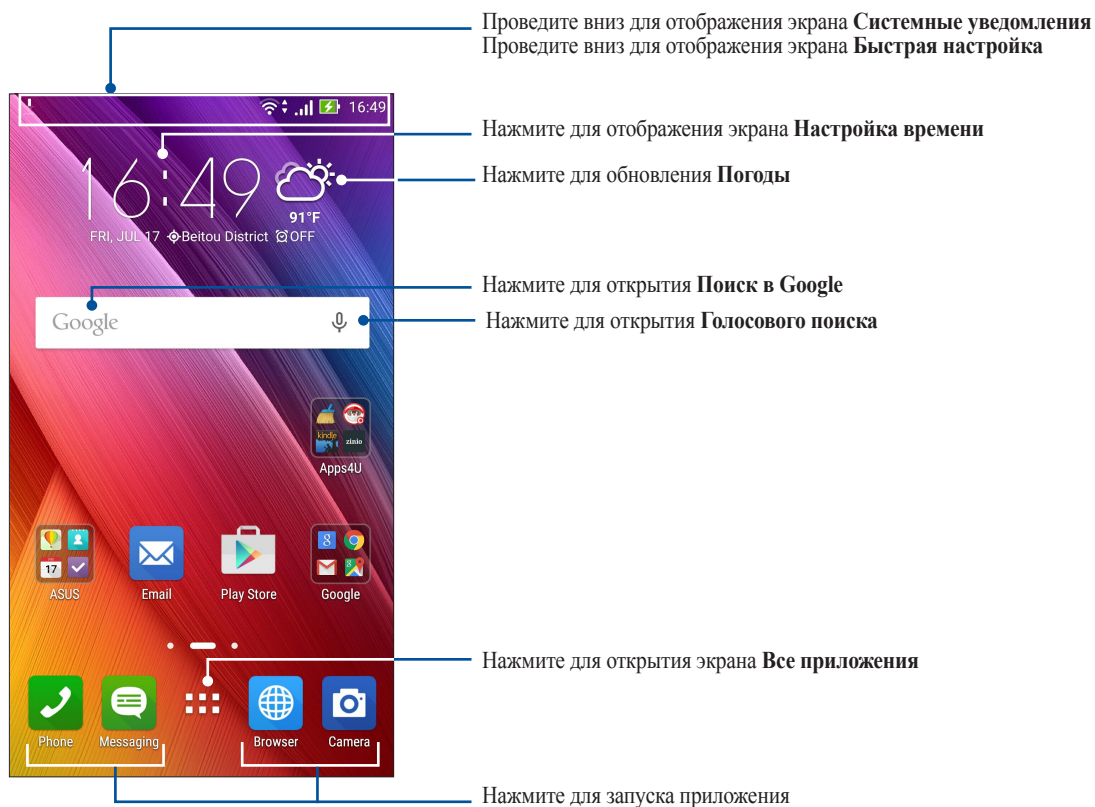 Проведите вниз для отображения экрана Системные уведомления
Проведите вниз для отображения экрана Быстрая настройка
16:49
Нажмите для отображения экрана Настройка времени
16:49
Нажмите для обновления Погоды
91°F
FRI, JUL 17 Beitou District OFF
Нажмите для открытия Поиск в Google
Google
Нажмите для открытия Голосового поиска
kindle
zinio
Apps4U
8
17
ASUS
Email
Play Store
Google
Нажмите для открытия экрана Все приложения
Phone
Messaging
Browser
Camera
Нажмите для запуска приложения